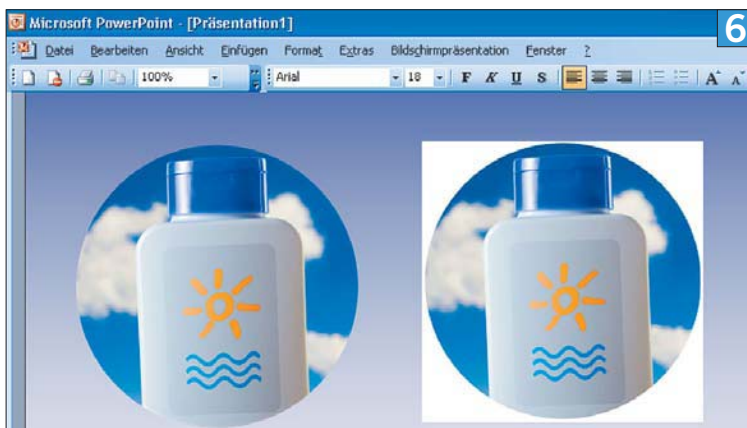 Microsoft PowerPoint - [Präsentation1]
6
Datei Bearbeiten Ansicht Einfügen Format Extras Bildschirmpräsentation Fenster ?
100% Arial 18 F K U S A A